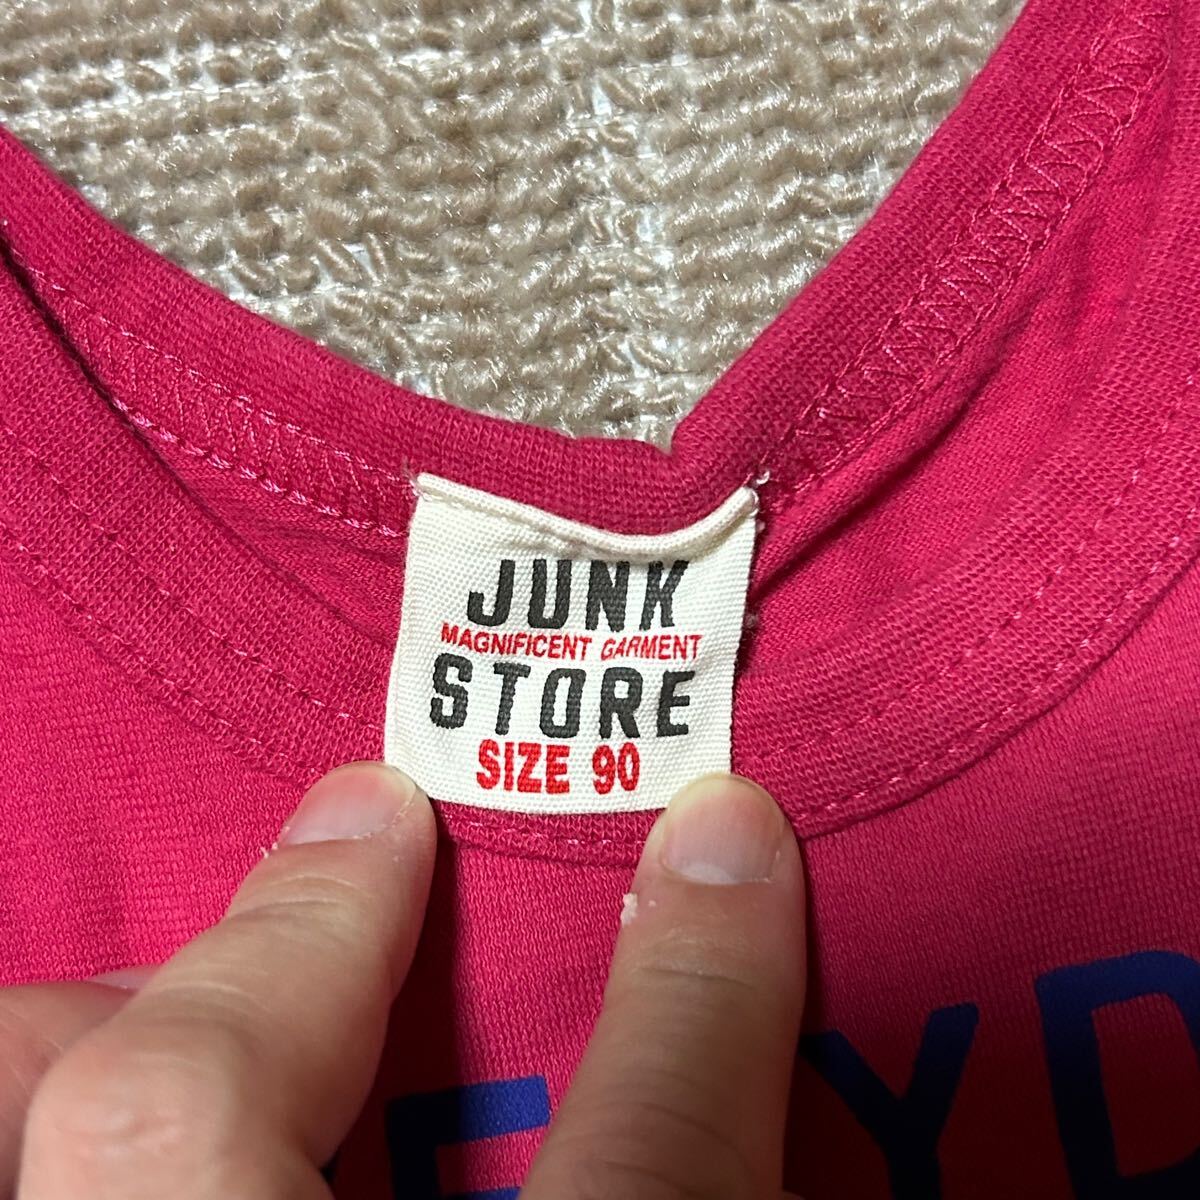 JUNK
MAGNIFICENT GARMENT
STORE
SIZE 90